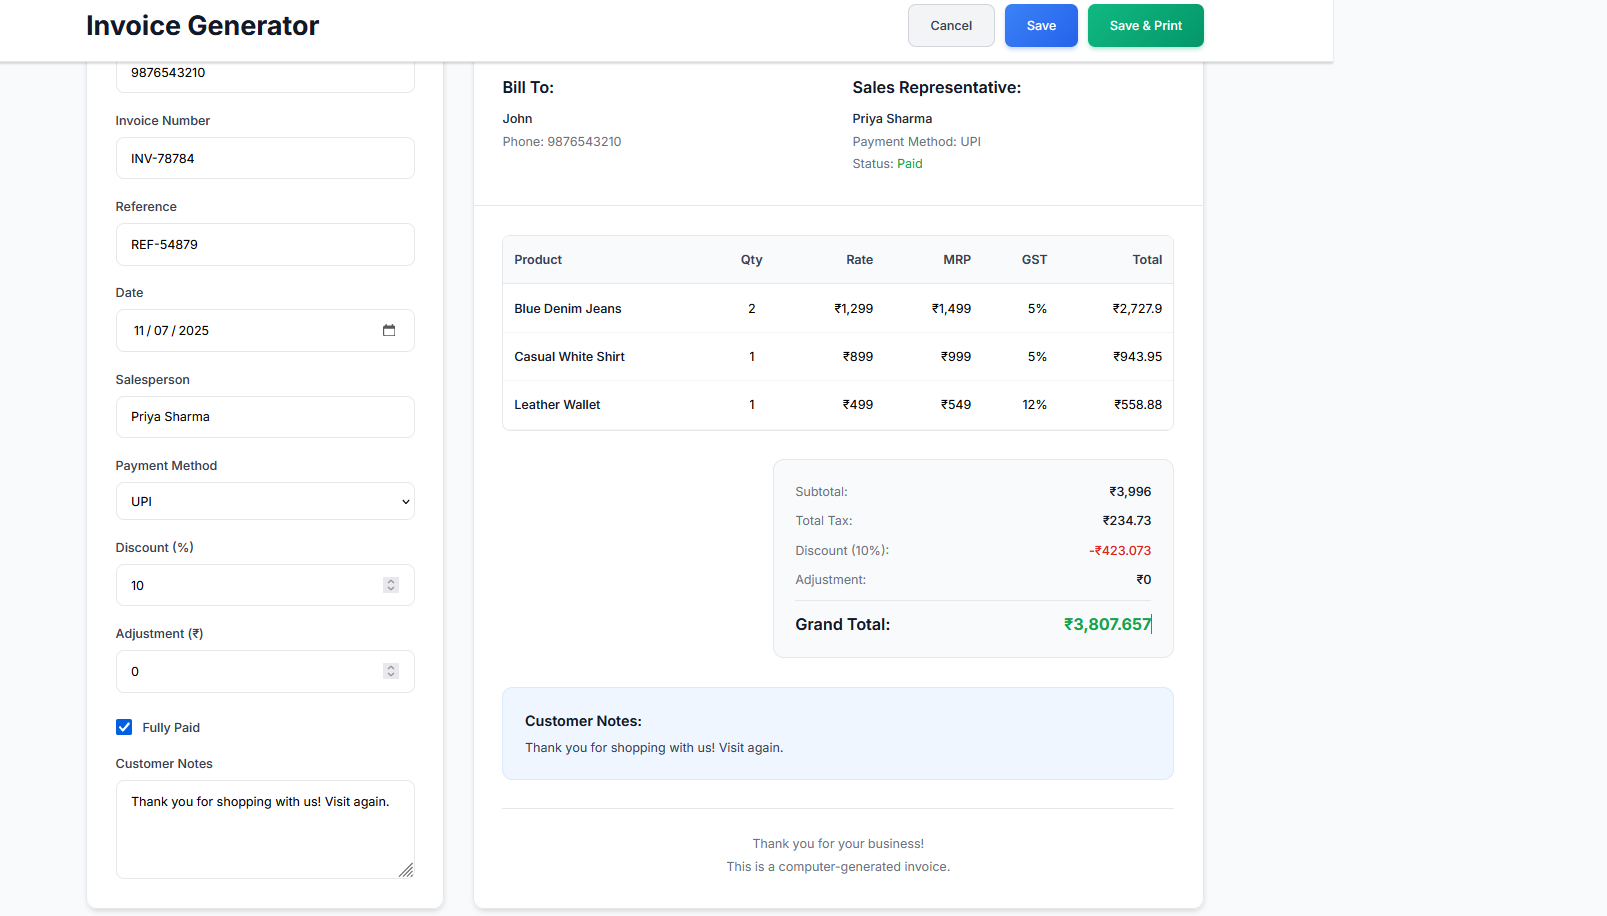 Invoice Generator
Cancel
Save
Save & Print
9876543210
Invoice Number
INV-78784
Reference
REF-54879
Date
11 / 07 / 2025
Salesperson
Priya Sharma
Payment Method
UPI
Discount (%)
10
Adjustment (₹)
0
Fully Paid
Customer Notes
Thank you for shopping with us! Visit again.
Bill To:
John
Phone: 9876543210
Sales Representative:
Priya Sharma
Payment Method: UPI
Status: Paid
Product Qty Rate MRP GST Total
Blue Denim Jeans 2 ₹1,299 ₹1,499 5% ₹2,727.9
Casual White Shirt 1 ₹899 ₹999 5% ₹943.95
Leather Wallet 1 ₹499 ₹549 12% ₹558.88
Subtotal: ₹3,996
Total Tax: ₹234.73
Discount (10%): -₹423.073
Adjustment: ₹0
Grand Total: ₹3,807.657
Customer Notes:
Thank you for shopping with us! Visit again.
Thank you for your business!
This is a computer-generated invoice.